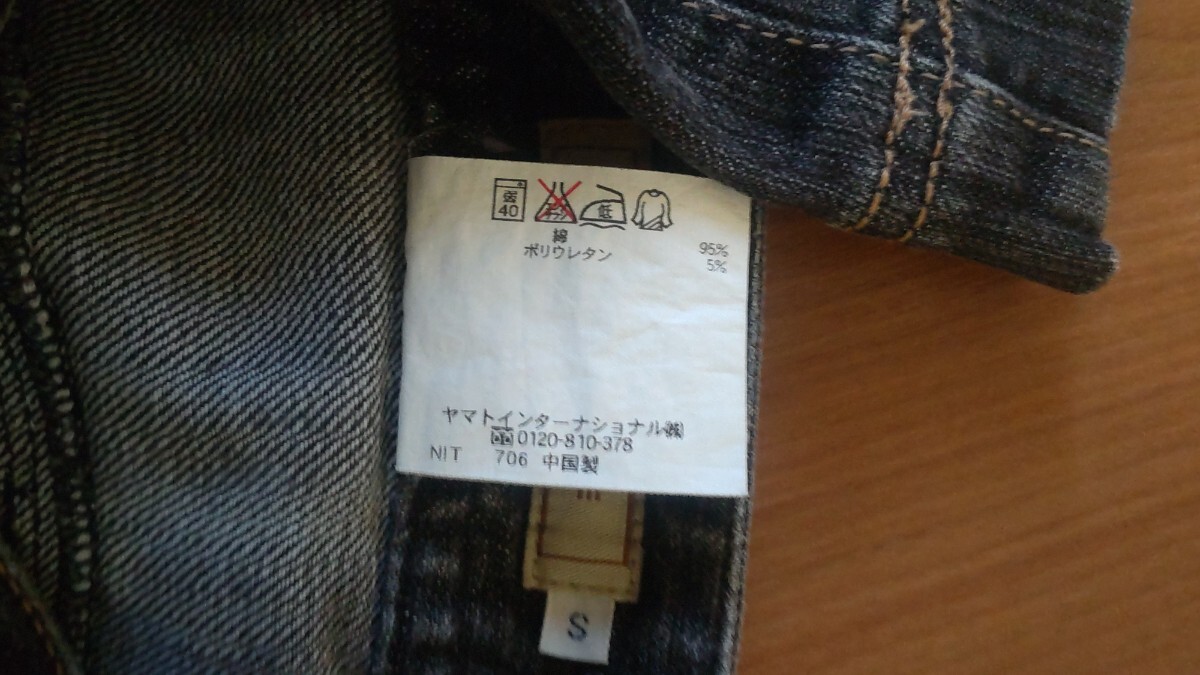 弱 40 低
綿 95%
ポリウレタン 5%
ヤマトインターナショナル㈱
0120-810-378
NIT 706 中国製
S